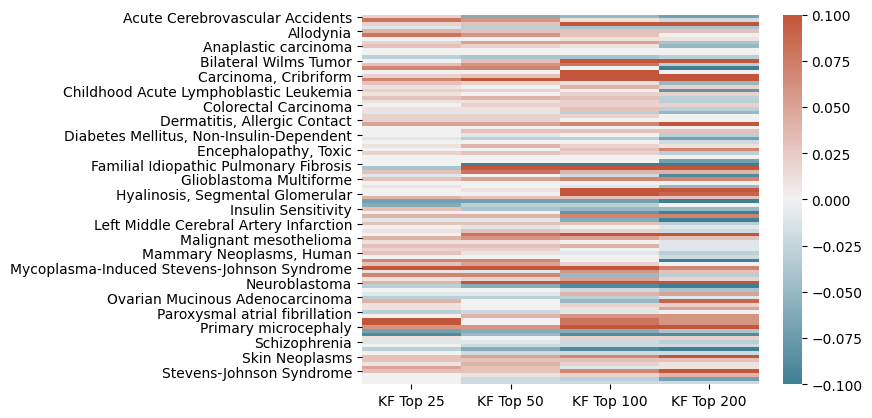 Acute Cerebrovascular Accidents
Allodynia
Anaplastic carcinoma
Bilateral Wilms Tumor
Carcinoma, Cribriform
Childhood Acute Lymphoblastic Leukemia
Colorectal Carcinoma
Dermatitis, Allergic Contact
Diabetes Mellitus, Non-Insulin-Dependent
Encephalopathy, Toxic
Familial Idiopathic Pulmonary Fibrosis
Glioblastoma Multiforme
Hyalinosis, Segmental Glomerular
Insulin Sensitivity
Left Middle Cerebral Artery Infarction
Malignant mesothelioma
Mammary Neoplasms, Human
Mycoplasma-Induced Stevens-Johnson Syndrome
Neuroblastoma
Ovarian Mucinous Adenocarcinoma
Paroxysmal atrial fibrillation
Primary microcephaly
Schizophrenia
Skin Neoplasms
Stevens-Johnson Syndrome
KF Top 25 KF Top 50 KF Top 100 KF Top 200
0.100
0.075
0.050
0.025
0.000
−0.025
−0.050
−0.075
−0.100